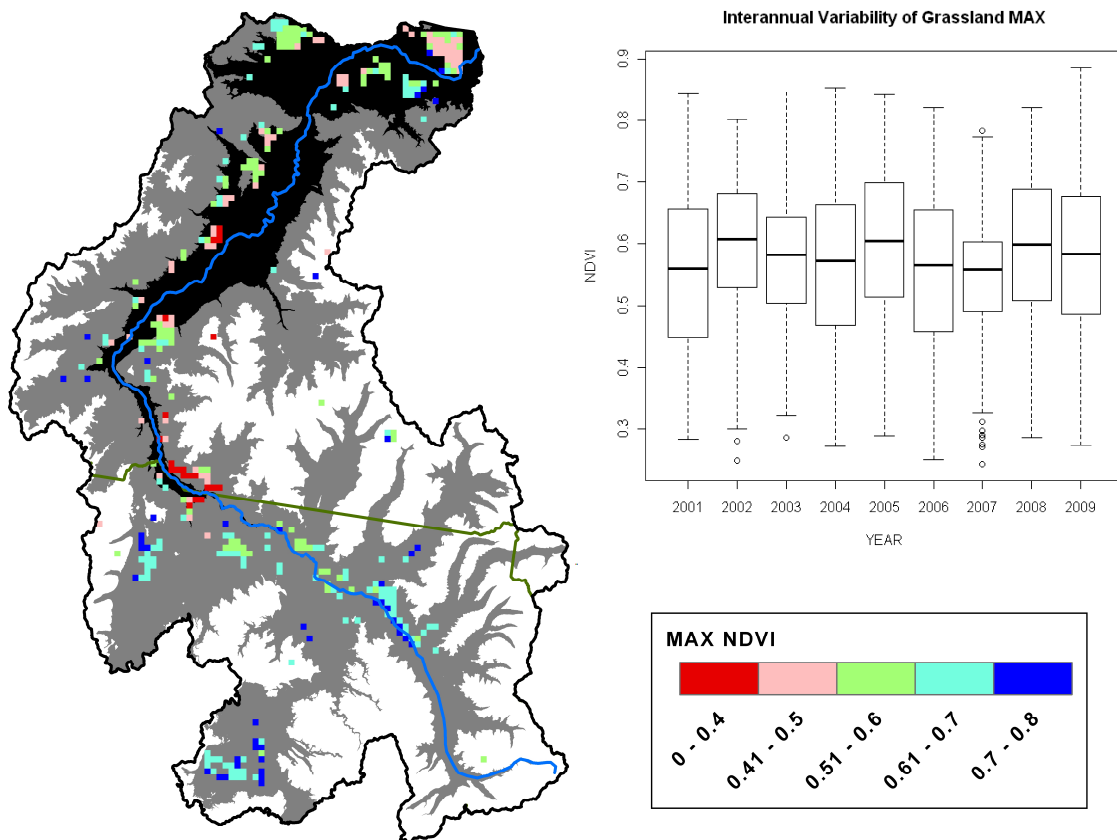 Interannual Variability of Grassland MAX
0.9
0.8
0.7
0.6
0.5
0.4
0.3
NDVI
2001 2002 2003 2004 2005 2006 2007 2008 2009
YEAR
MAX NDVI
0 - 0.4
0.41 - 0.5
0.51 - 0.6
0.61 - 0.7
0.7 - 0.8